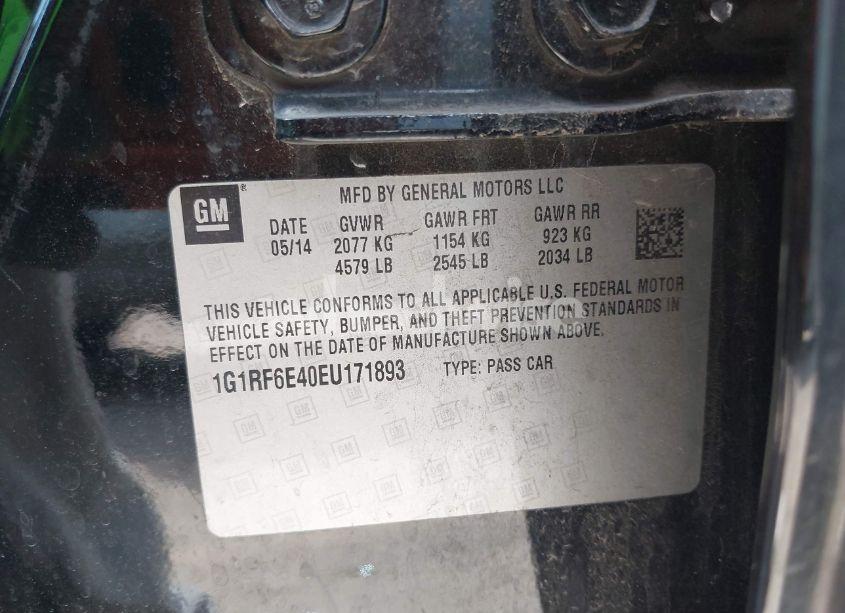 GM ® MFD BY GENERAL MOTORS LLC
DATE GVWR GAWR FRT GAWR RR
05/14 2077 KG 1154 KG 923 KG
4579 LB 2545 LB 2034 LB
THIS VEHICLE CONFORMS TO ALL APPLICABLE U.S. FEDERAL MOTOR
VEHICLE SAFETY, BUMPER, AND THEFT PREVENTION STANDARDS IN
EFFECT ON THE DATE OF MANUFACTURE SHOWN ABOVE.
1G1RF6E40EU171893 TYPE: PASS CAR